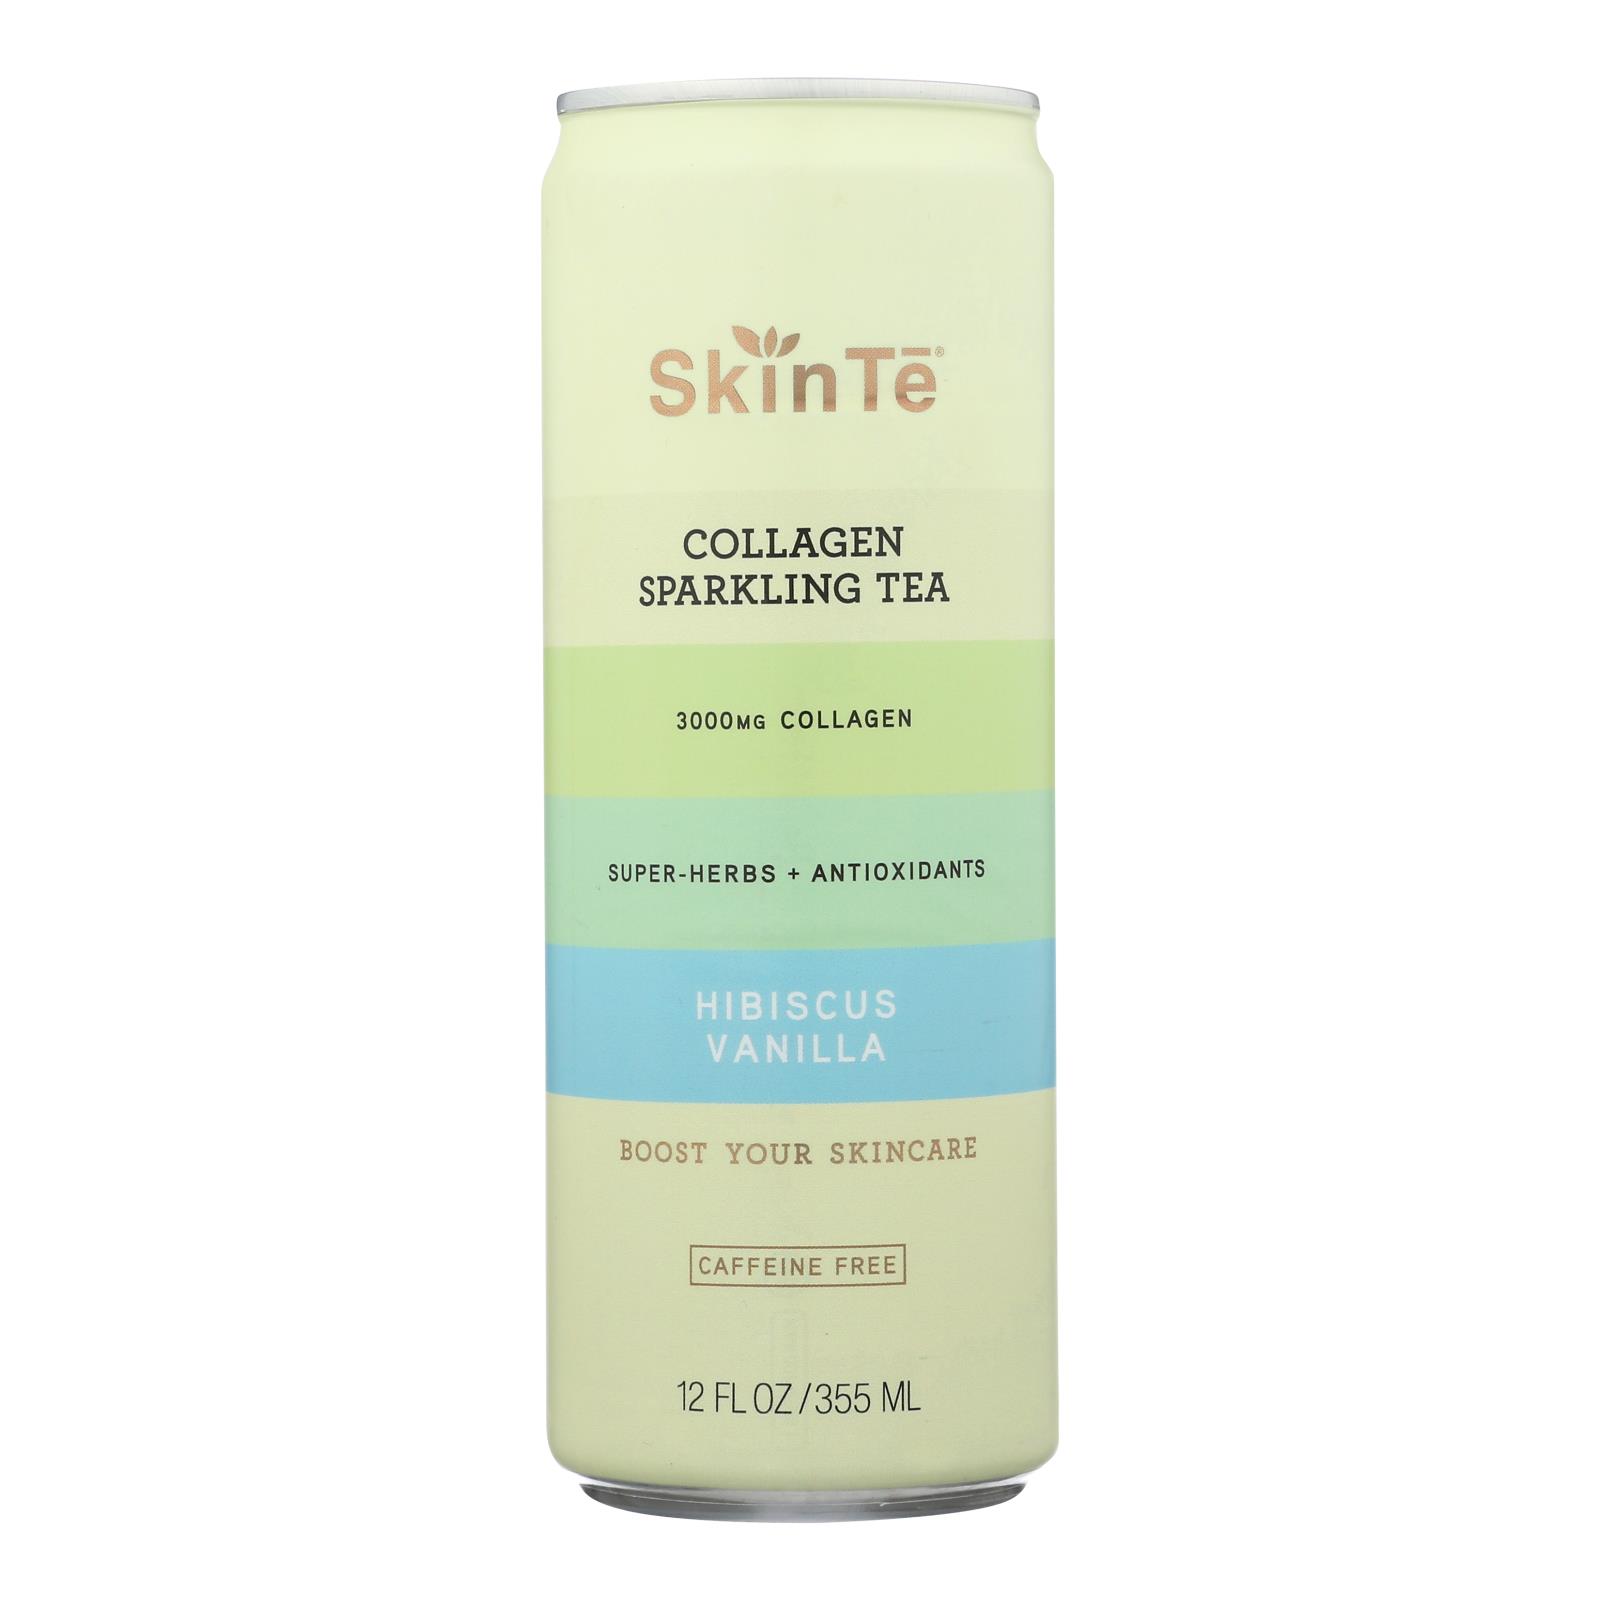 SkinTē®
COLLAGEN
SPARKLING TEA
3000MG COLLAGEN
SUPER-HERBS + ANTIOXIDANTS
HIBISCUS
VANILLA
BOOST YOUR SKINCARE
CAFFEINE FREE
12 FL OZ/355 ML